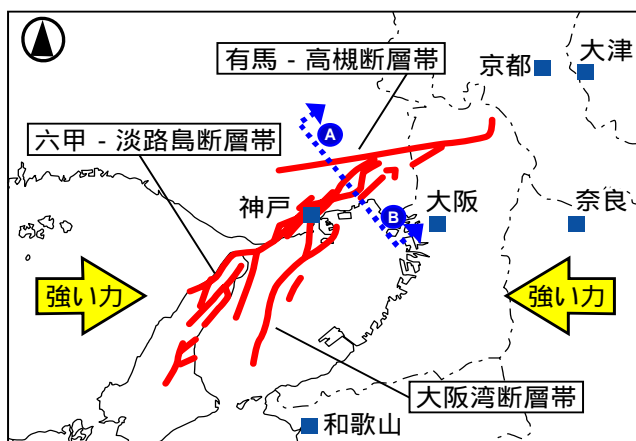 有馬 - 高槻断層帯
京都
大津
A
六甲 - 淡路島断層帯
神戸
B
大阪
奈良
強い力
強い力
大阪湾断層帯
和歌山